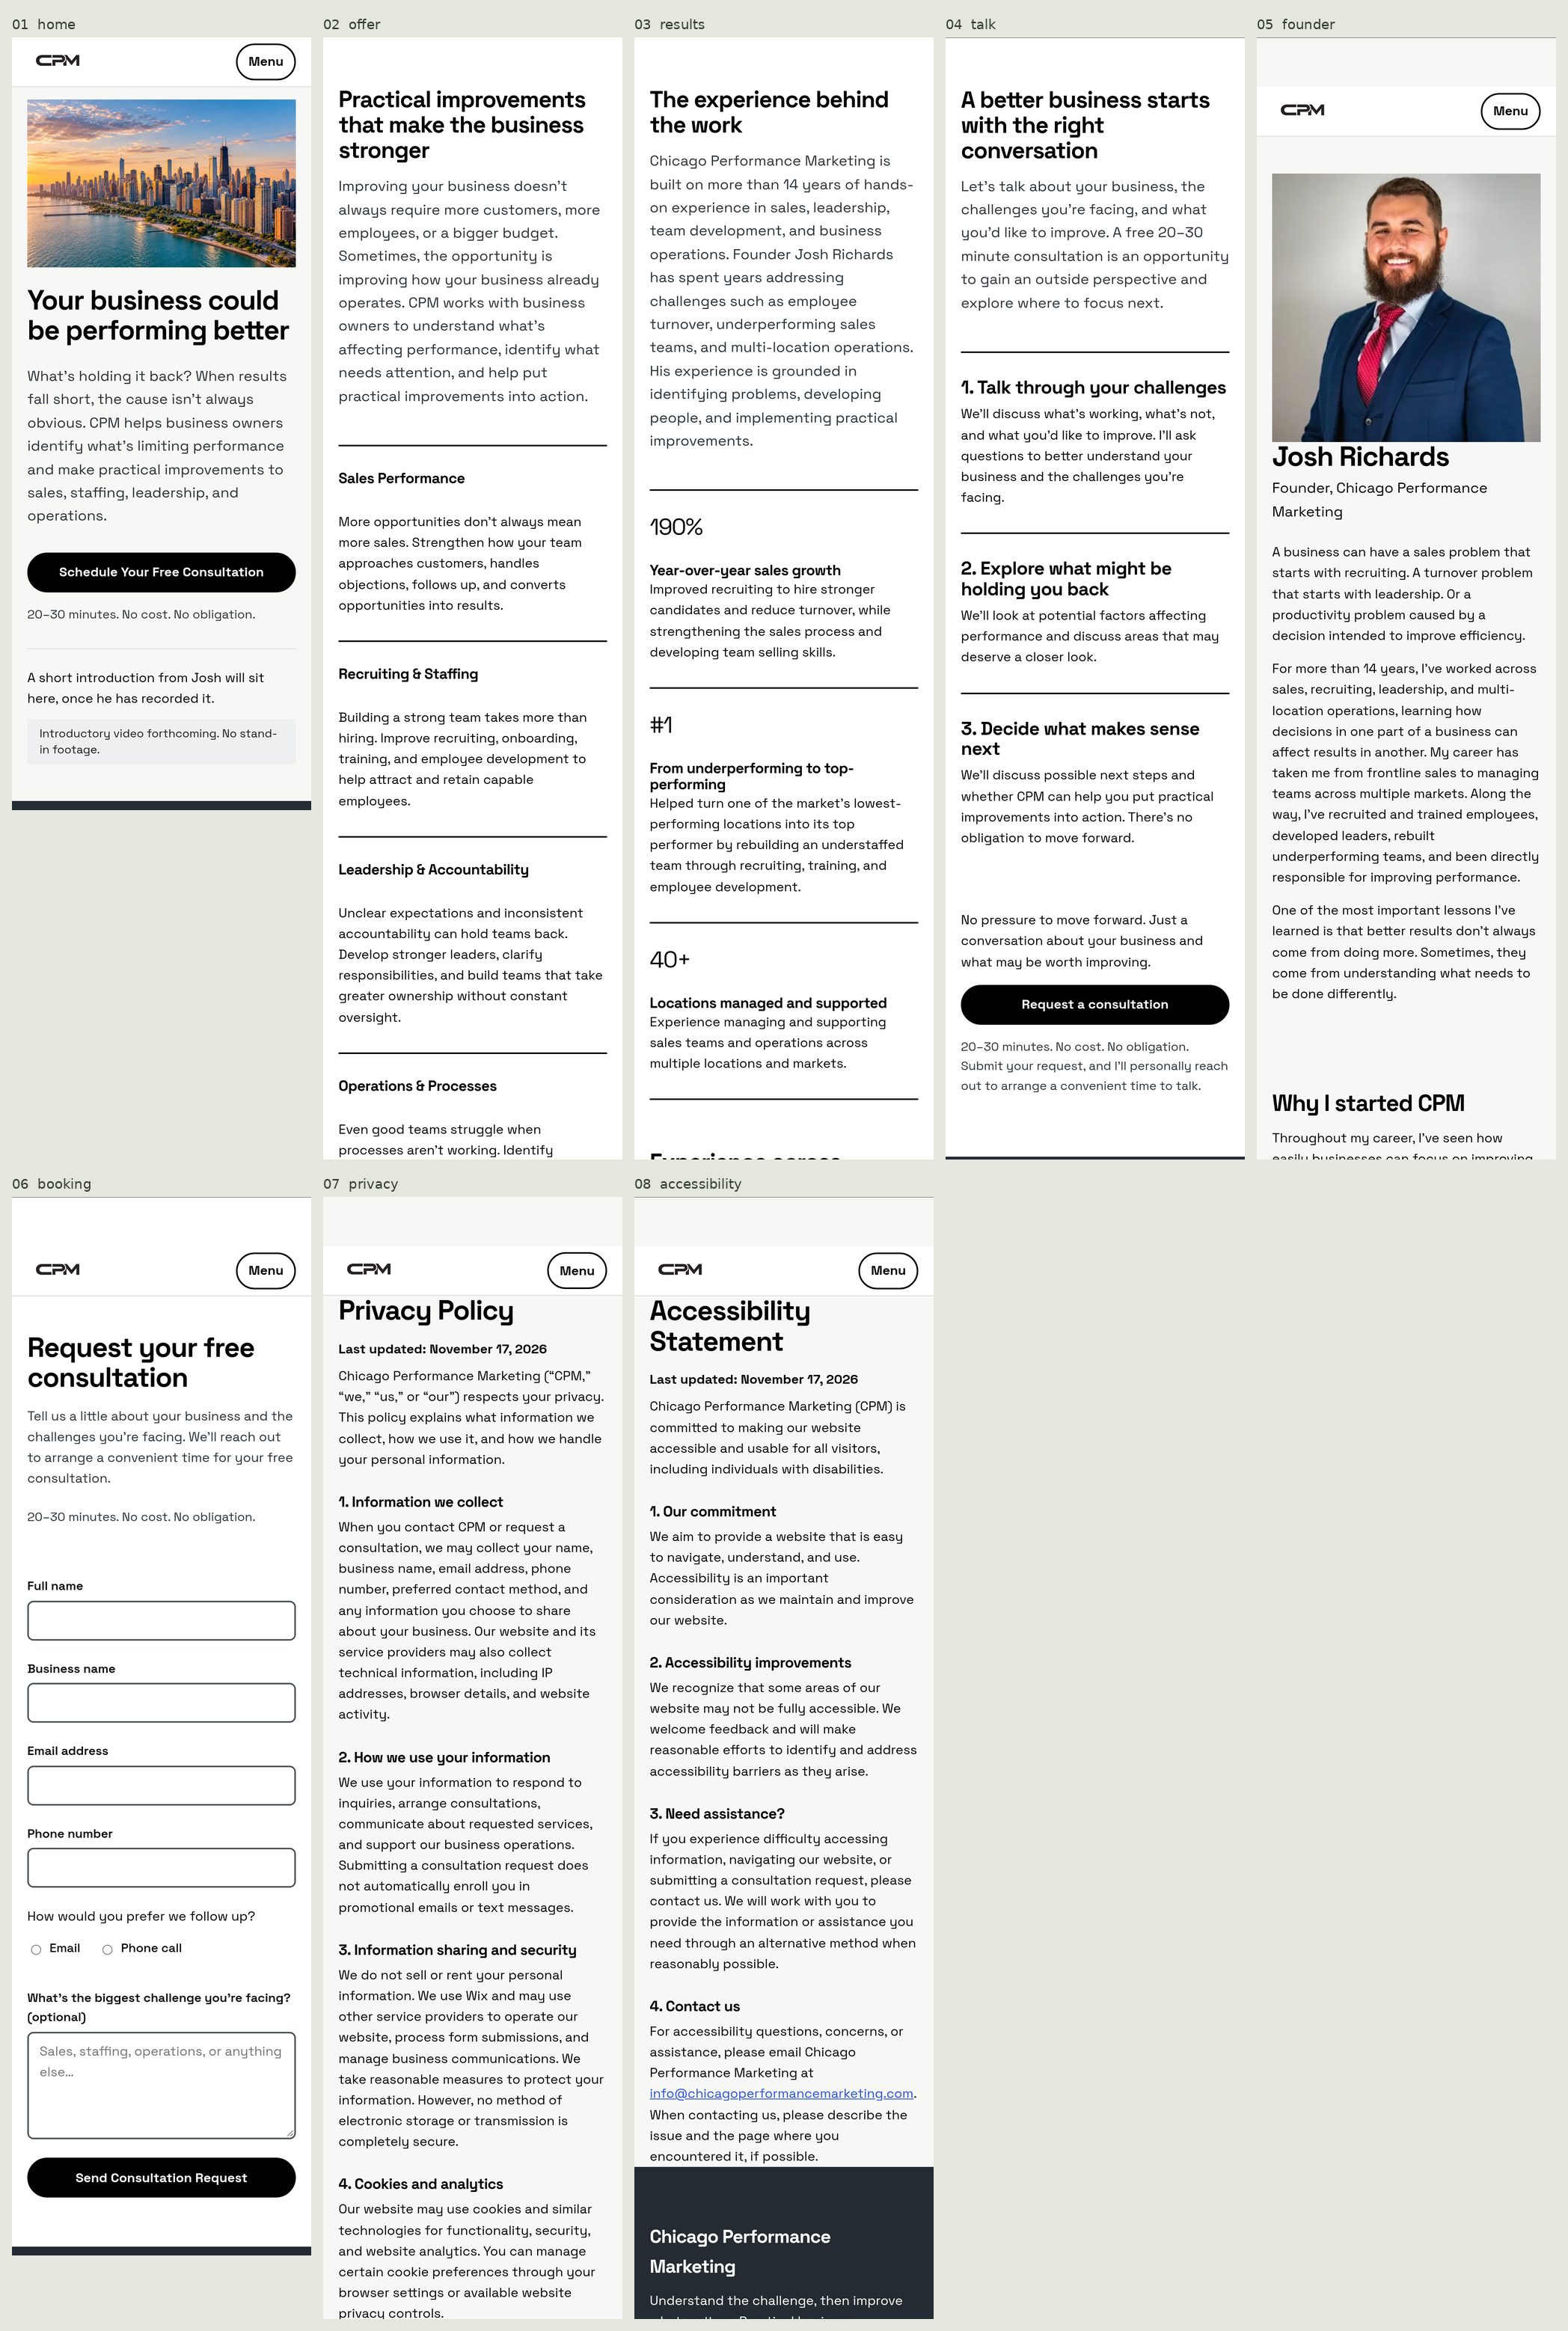 01 home
CPM
Menu
Your business could
be performing better
What's holding it back? When results
fall short, the cause isn't always
obvious. CPM helps business owners
identify what's limiting performance
and make practical improvements to
sales, staffing, leadership, and
operations.
Schedule Your Free Consultation
20–30 minutes. No cost. No obligation.
A short introduction from Josh will sit
here, once he has recorded it.
Introductory video forthcoming. No stand-
in footage.
02 offer
Practical improvements
that make the business
stronger
Improving your business doesn't
always require more customers, more
employees, or a bigger budget.
Sometimes, the opportunity is
improving how your business already
operates. CPM works with business
owners to understand what's
affecting performance, identify what
needs attention, and help put
practical improvements into action.
Sales Performance
More opportunities don't always mean
more sales. Strengthen how your team
approaches customers, handles
objections, follows up, and converts
opportunities into results.
Recruiting & Staffing
Building a strong team takes more than
hiring. Improve recruiting, onboarding,
training, and employee development to
help attract and retain capable
employees.
Leadership & Accountability
Unclear expectations and inconsistent
accountability can hold teams back.
Develop stronger leaders, clarify
responsibilities, and build teams that take
greater ownership without constant
oversight.
Operations & Processes
Even good teams struggle when
processes aren't working. Identify
03 results
The experience behind
the work
Chicago Performance Marketing is
built on more than 14 years of hands-
on experience in sales, leadership,
team development, and business
operations. Founder Josh Richards
has spent years addressing
challenges such as employee
turnover, underperforming sales
teams, and multi-location operations.
His experience is grounded in
identifying problems, developing
people, and implementing practical
improvements.
190%
Year-over-year sales growth
Improved recruiting to hire stronger
candidates and reduce turnover, while
strengthening the sales process and
developing team selling skills.
#1
From underperforming to top-
performing
Helped turn one of the market's lowest-
performing locations into its top
performer by rebuilding an understaffed
team through recruiting, training, and
employee development.
40+
Locations managed and supported
Experience managing and supporting
sales teams and operations across
multiple locations and markets.
Experience across
04 talk
A better business starts
with the right
conversation
Let's talk about your business, the
challenges you're facing, and what
you'd like to improve. A free 20–30
minute consultation is an opportunity
to gain an outside perspective and
explore where to focus next.
1. Talk through your challenges
We'll discuss what's working, what's not,
and what you'd like to improve. I'll ask
questions to better understand your
business and the challenges you're
facing.
2. Explore what might be
holding you back
We'll look at potential factors affecting
performance and discuss areas that may
deserve a closer look.
3. Decide what makes sense
next
We'll discuss possible next steps and
whether CPM can help you put practical
improvements into action. There's no
obligation to move forward.
No pressure to move forward. Just a
conversation about your business and
what may be worth improving.
Request a consultation
20–30 minutes. No cost. No obligation.
Submit your request, and I'll personally reach
out to arrange a convenient time to talk.
05 founder
CPM
Menu
Josh Richards
Founder, Chicago Performance
Marketing
A business can have a sales problem that
starts with recruiting. A turnover problem
that starts with leadership. Or a
productivity problem caused by a
decision intended to improve efficiency.
For more than 14 years, I've worked across
sales, recruiting, leadership, and multi-
location operations, learning how
decisions in one part of a business can
affect results in another. My career has
taken me from frontline sales to managing
teams across multiple markets. Along the
way, I've recruited and trained employees,
developed leaders, rebuilt
underperforming teams, and been directly
responsible for improving performance.
One of the most important lessons I've
learned is that better results don't always
come from doing more. Sometimes, they
come from understanding what needs to
be done differently.
Why I started CPM
Throughout my career, I've seen how
easily businesses can focus on improving
06 booking
CPM
Menu
Request your free
consultation
Tell us a little about your business and the
challenges you're facing. We'll reach out
to arrange a convenient time for your free
consultation.
20–30 minutes. No cost. No obligation.
Full name
Business name
Email address
Phone number
How would you prefer we follow up?
Email Phone call
What's the biggest challenge you're facing?
(optional)
Sales, staffing, operations, or anything
else...
Send Consultation Request
07 privacy
CPM
Menu
Privacy Policy
Last updated: November 17, 2026
Chicago Performance Marketing ("CPM,"
"we," "us," or "our") respects your privacy.
This policy explains what information we
collect, how we use it, and how we handle
your personal information.
1. Information we collect
When you contact CPM or request a
consultation, we may collect your name,
business name, email address, phone
number, preferred contact method, and
any information you choose to share
about your business. Our website and its
service providers may also collect
technical information, including IP
addresses, browser details, and website
activity.
2. How we use your information
We use your information to respond to
inquiries, arrange consultations,
communicate about requested services,
and support our business operations.
Submitting a consultation request does
not automatically enroll you in
promotional emails or text messages.
3. Information sharing and security
We do not sell or rent your personal
information. We use Wix and may use
other service providers to operate our
website, process form submissions, and
manage business communications. We
take reasonable measures to protect your
information. However, no method of
electronic storage or transmission is
completely secure.
4. Cookies and analytics
Our website may use cookies and similar
technologies for functionality, security,
and website analytics. You can manage
certain cookie preferences through your
browser settings or available website
privacy controls.
08 accessibility
CPM
Menu
Accessibility
Statement
Last updated: November 17, 2026
Chicago Performance Marketing (CPM) is
committed to making our website
accessible and usable for all visitors,
including individuals with disabilities.
1. Our commitment
We aim to provide a website that is easy
to navigate, understand, and use.
Accessibility is an important
consideration as we maintain and improve
our website.
2. Accessibility improvements
We recognize that some areas of our
website may not be fully accessible. We
welcome feedback and will make
reasonable efforts to identify and address
accessibility barriers as they arise.
3. Need assistance?
If you experience difficulty accessing
information, navigating our website, or
submitting a consultation request, please
contact us. We will work with you to
provide the information or assistance you
need through an alternative method when
reasonably possible.
4. Contact us
For accessibility questions, concerns, or
assistance, please email Chicago
Performance Marketing at
info@chicagoperformancemarketing.com.
When contacting us, please describe the
issue and the page where you
encountered it, if possible.
Chicago Performance
Marketing
Understand the challenge, then improve